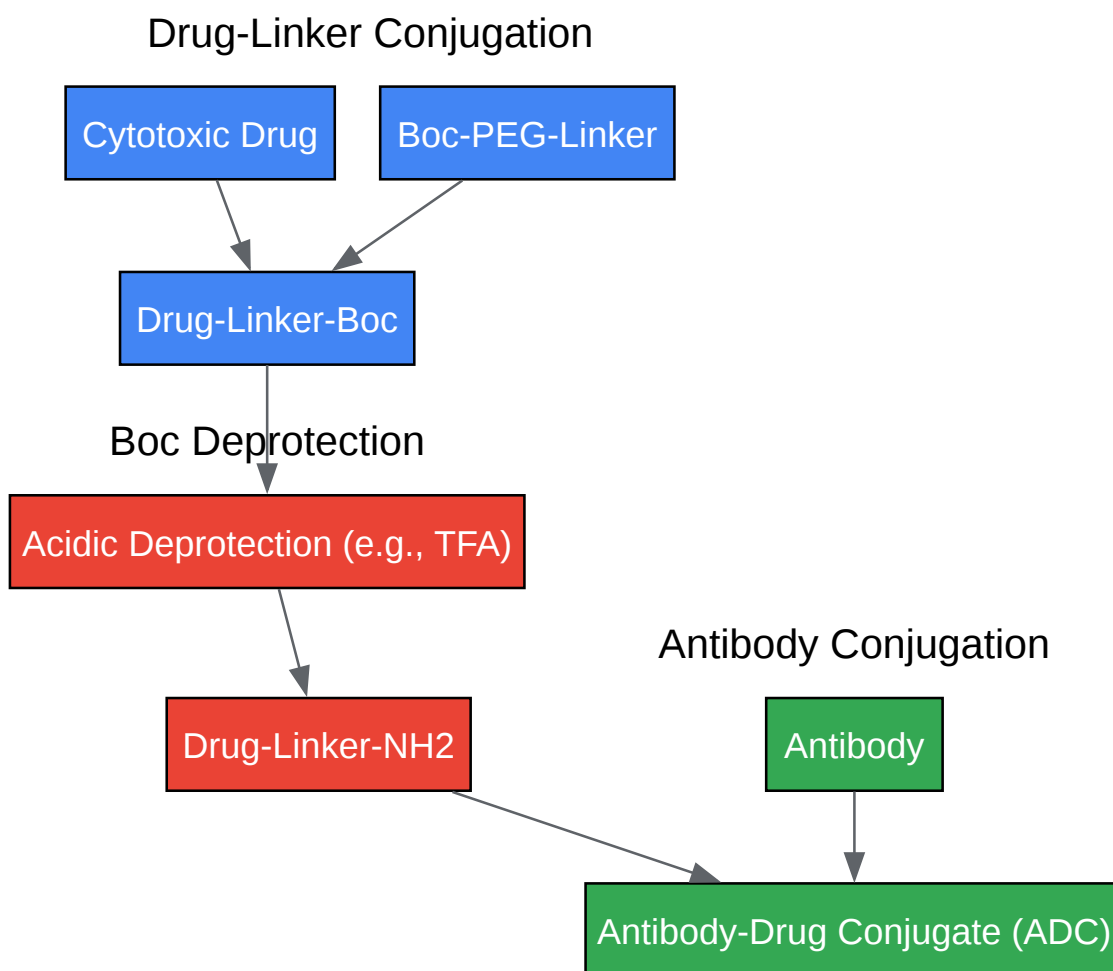 Drug-Linker Conjugation
Cytotoxic Drug
Boc-PEG-Linker
Drug-Linker-Boc
Boc Deprotection
Acidic Deprotection (e.g., TFA)
Antibody Conjugation
Drug-Linker-NH2
Antibody
Antibody-Drug Conjugate (ADC)